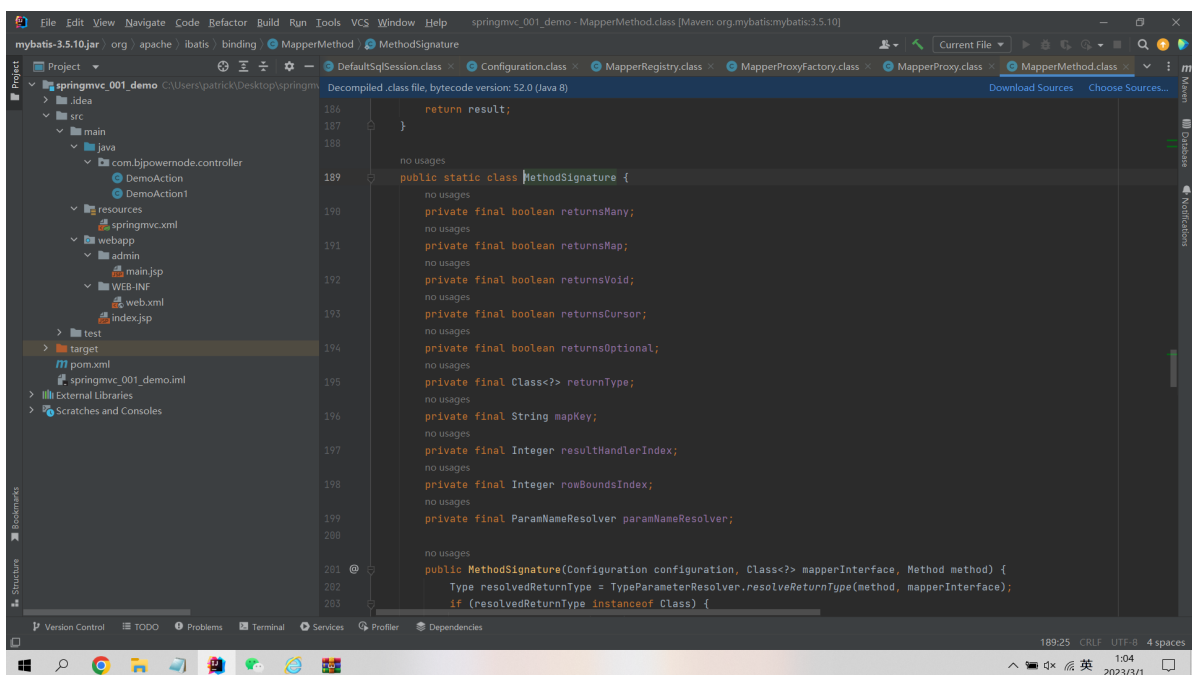 File Edit View Navigate Code Refactor Build Run Tools VCS Window Help springmvc_001_demo - MapperMethod.class [Maven: org.mybatis:mybatis:3.5.10]
mybatis-3.5.10.jar org apache ibatis binding MapperMethod MethodSignature Current File
Project DefaultSqlSession.class Configuration.class MapperRegistry.class MapperProxyFactory.class MapperProxy.class MapperMethod.class
Project
springmvc_001_demo C:\Users\patrick\Desktop\springm
.idea
src
main
java
com.bjpowernode.controller
DemoAction
DemoAction1
resources
springmvc.xml
webapp
admin
main.jsp
WEB-INF
web.xml
index.jsp
test
target
pom.xml
springmvc_001_demo.iml
External Libraries
Scratches and Consoles
Bookmarks
Structure
Decompiled .class file, bytecode version: 52.0 (Java 8) Download Sources Choose Sources...
186 return result;
187 }
188
no usages
189 public static class MethodSignature {
no usages
190 private final boolean returnsMany;
no usages
191 private final boolean returnsMap;
no usages
192 private final boolean returnsVoid;
no usages
193 private final boolean returnsCursor;
no usages
194 private final boolean returnsOptional;
no usages
195 private final Class<?> returnType;
no usages
196 private final String mapKey;
no usages
197 private final Integer resultHandlerIndex;
no usages
198 private final Integer rowBoundsIndex;
no usages
199 private final ParamNameResolver paramNameResolver;
200
no usages
201 @ public MethodSignature(Configuration configuration, Class<?> mapperInterface, Method method) {
202 Type resolvedReturnType = TypeParameterResolver.resolveReturnType(method, mapperInterface);
203 if (resolvedReturnType instanceof Class) {
m
Maven
Database
Notifications
Version Control TODO Problems Terminal Services Profiler Dependencies
189:25 CRLF UTF-8 4 spaces
英 1:04
2023/3/1